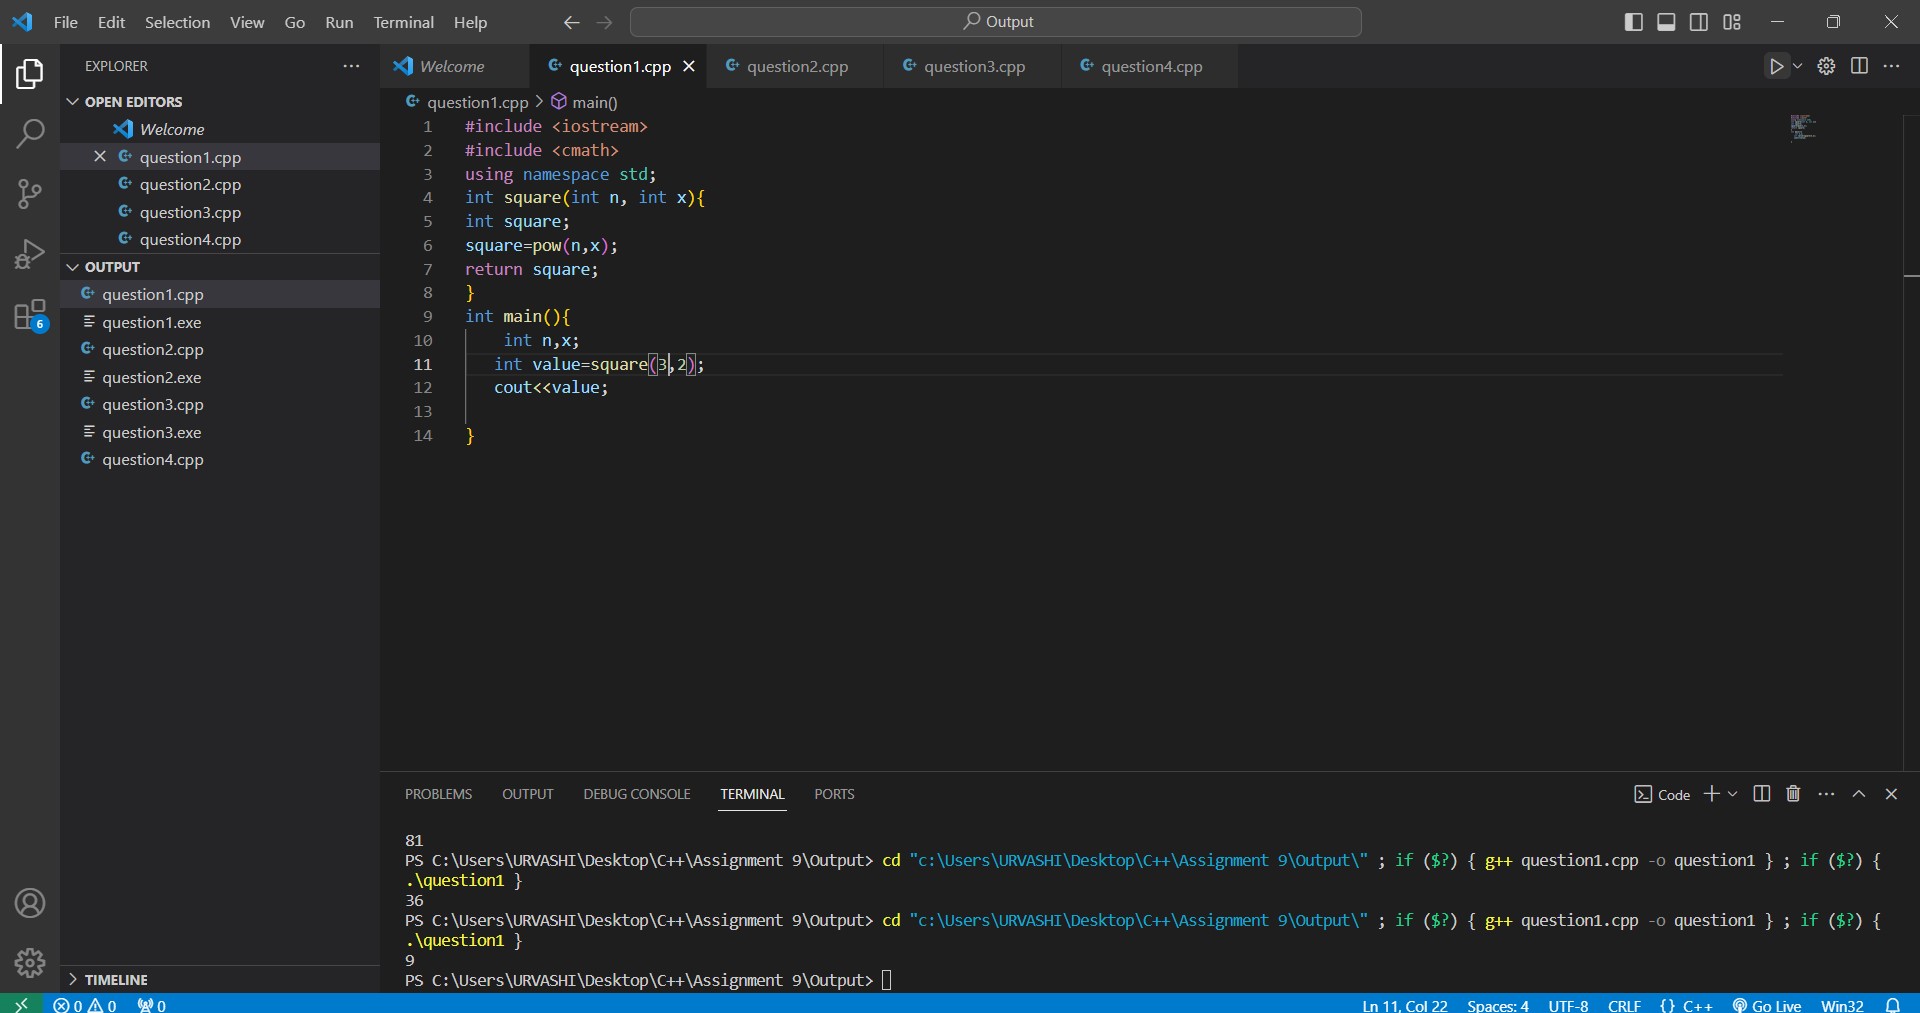 File Edit Selection View Go Run Terminal Help
Output
EXPLORER
OPEN EDITORS
Welcome
question1.cpp
question2.cpp
question3.cpp
question4.cpp
OUTPUT
question1.cpp
question1.exe
question2.cpp
question2.exe
question3.cpp
question3.exe
question4.cpp
TIMELINE
6
Welcome question1.cpp question2.cpp question3.cpp question4.cpp
question1.cpp > main()
1 #include <iostream>
2 #include <cmath>
3 using namespace std;
4 int square(int n, int x){
5 int square;
6 square=pow(n,x);
7 return square;
8 }
9 int main(){
10 int n,x;
11 int value=square(3,2);
12 cout<<value;
13
14 }
PROBLEMS OUTPUT DEBUG CONSOLE TERMINAL PORTS
Code
81
PS C:\Users\URVASHI\Desktop\C++\Assignment 9\Output> cd "c:\Users\URVASHI\Desktop\C++\Assignment 9\Output\" ; if ($?) { g++ question1.cpp -o question1 } ; if ($?) {
.\question1 }
36
PS C:\Users\URVASHI\Desktop\C++\Assignment 9\Output> cd "c:\Users\URVASHI\Desktop\C++\Assignment 9\Output\" ; if ($?) { g++ question1.cpp -o question1 } ; if ($?) {
.\question1 }
9
PS C:\Users\URVASHI\Desktop\C++\Assignment 9\Output>
0 0 0 Ln 11, Col 22 Spaces: 4 UTF-8 CRLF {} C++ Go Live Win32